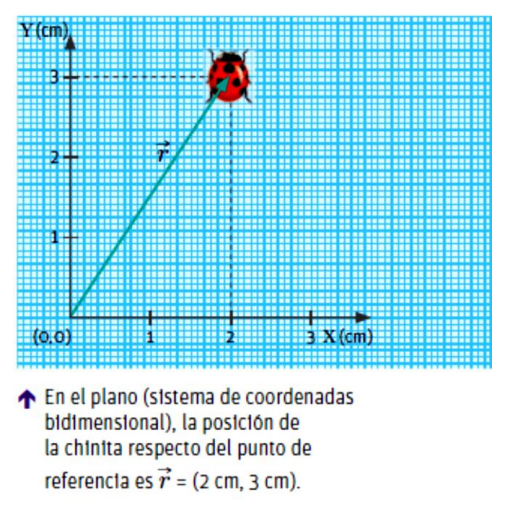 Y(cm)
3
2
r⃗
1
(0,0) 1 2 3 X(cm)
En el plano (sistema de coordenadas
bidimensional), la posición de
la chinita respecto del punto de
referencia es r⃗ = (2 cm, 3 cm).